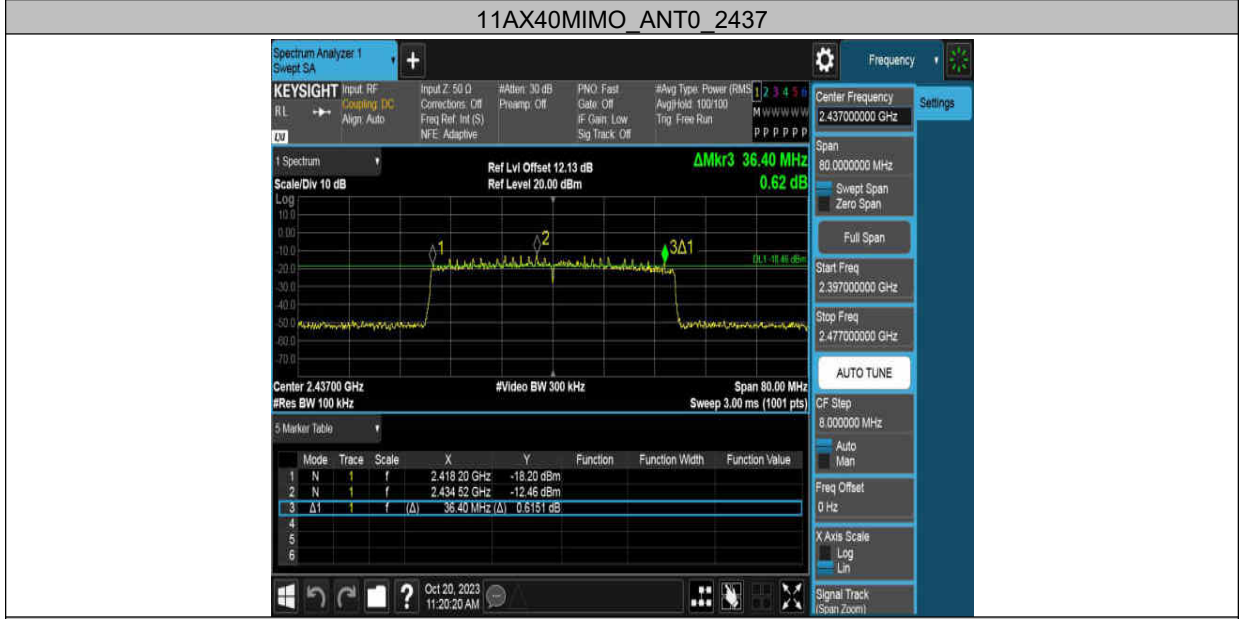 11AX40MIMO_ANT0_2437
Spectrum Analyzer 1
Swept SA
+
Frequency
KEYSIGHT Input: RF Input Z: 50 Ω #Atten: 30 dB PNO: Fast #Avg Type: Power (RMS 1 2 3 4 5 6
RL Coupling: DC Corrections: Off Preamp: Off Gate: Off Avg|Hold: 100/100 M W W W W W
Align: Auto Freq Ref: Int (S) IF Gain: Low Trig: Free Run
NFE: Adaptive Sig Track: Off P P P P P P
LXI
Center Frequency
2.437000000 GHz
Settings
1 Spectrum
Ref Lvl Offset 12.13 dB
ΔMkr3 36.40 MHz
Scale/Div 10 dB
Ref Level 20.00 dBm
0.62 dB
Log
10.0
0.00
-10.0
-20.0
-30.0
-40.0
-50.0
-60.0
-70.0
1
2
3Δ1
DL1 -18.46 dBm
Center 2.43700 GHz #Video BW 300 kHz Span 80.00 MHz
#Res BW 100 kHz Sweep 3.00 ms (1001 pts)
Span
80.0000000 MHz
Swept Span
Zero Span
Full Span
Start Freq
2.397000000 GHz
Stop Freq
2.477000000 GHz
AUTO TUNE
CF Step
8.000000 MHz
Auto
Man
Freq Offset
0 Hz
X Axis Scale
Log
Lin
Signal Track
(Span Zoom)
5 Marker Table
Mode Trace Scale X Y Function Function Width Function Value
1 N 1 f 2.418 20 GHz -18.20 dBm
2 N 1 f 2.434 52 GHz -12.46 dBm
3 Δ1 1 f (Δ) 36.40 MHz (Δ) 0.6151 dB
4
5
6
?
Oct 20, 2023
11:20:20 AM